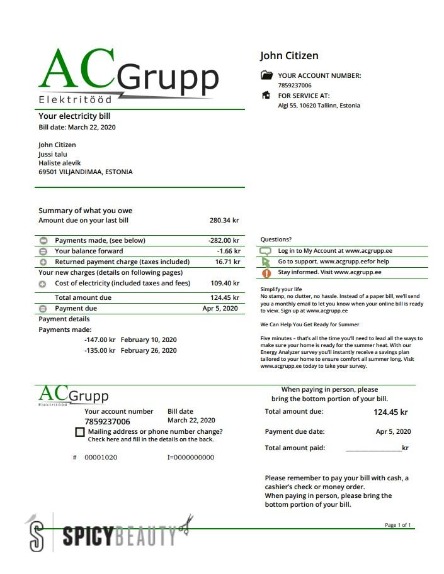 ACGrupp
Elektritööd
Your electricity bill
Bill date: March 22, 2020
John Citizen
Jussi talu
Haliste alevik
69501 VILJANDIMAA, ESTONIA
John Citizen
YOUR ACCOUNT NUMBER:
7859237006
FOR SERVICE AT:
Algi 55, 10620 Tallinn, Estonia
Summary of what you owe
Amount due on your last bill 280.34 kr
Payments made, (see below) -282.00 kr
Your balance forward -1.66 kr
Returned payment charge (taxes included) 16.71 kr
Your new charges (details on following pages)
Cost of electricity (included taxes and fees) 109.40 kr
Total amount due 124.45 kr
Payment due Apr 5, 2020
Payment details
Payments made:
-147.00 kr February 10, 2020
-135.00 kr February 26, 2020
Questions?
Log in to My Account at www.acgrupp.ee
Go to support. www.acgrupp.eefor help
Stay informed. Visit www.acgrupp.ee
Simplify your life
No stamp, no clutter, no hassle. Instead of a paper bill, we'll send
you a monthly email to let you know when your online bill is ready
to view. Sign up at www.acgrupp.ee
We Can Help You Get Ready for Summer
Five minutes – that's all the time you'll need to lead all the ways to
make sure your home is ready for the summer heat. With our
Energy Analyzer survey you'll instantly receive a savings plan
tailored to your home to ensure comfort all summer long. Visit
www.acgrupp.ee today to take your survey.
ACGrupp
Your account number Bill date
7859237006 March 22, 2020
Mailing address or phone number change?
Check here and fill in the details on the back.
# 00001020 I=0000000000
When paying in person, please
bring the bottom portion of your bill.
Total amount due: 124.45 kr
Payment due date: Apr 5, 2020
Total amount paid: ____________kr
Please remember to pay your bill with cash, a
cashier's check or money order.
When paying in person, please bring the
bottom portion of your bill.
Page 1 of 1
SPICYBEAUTY